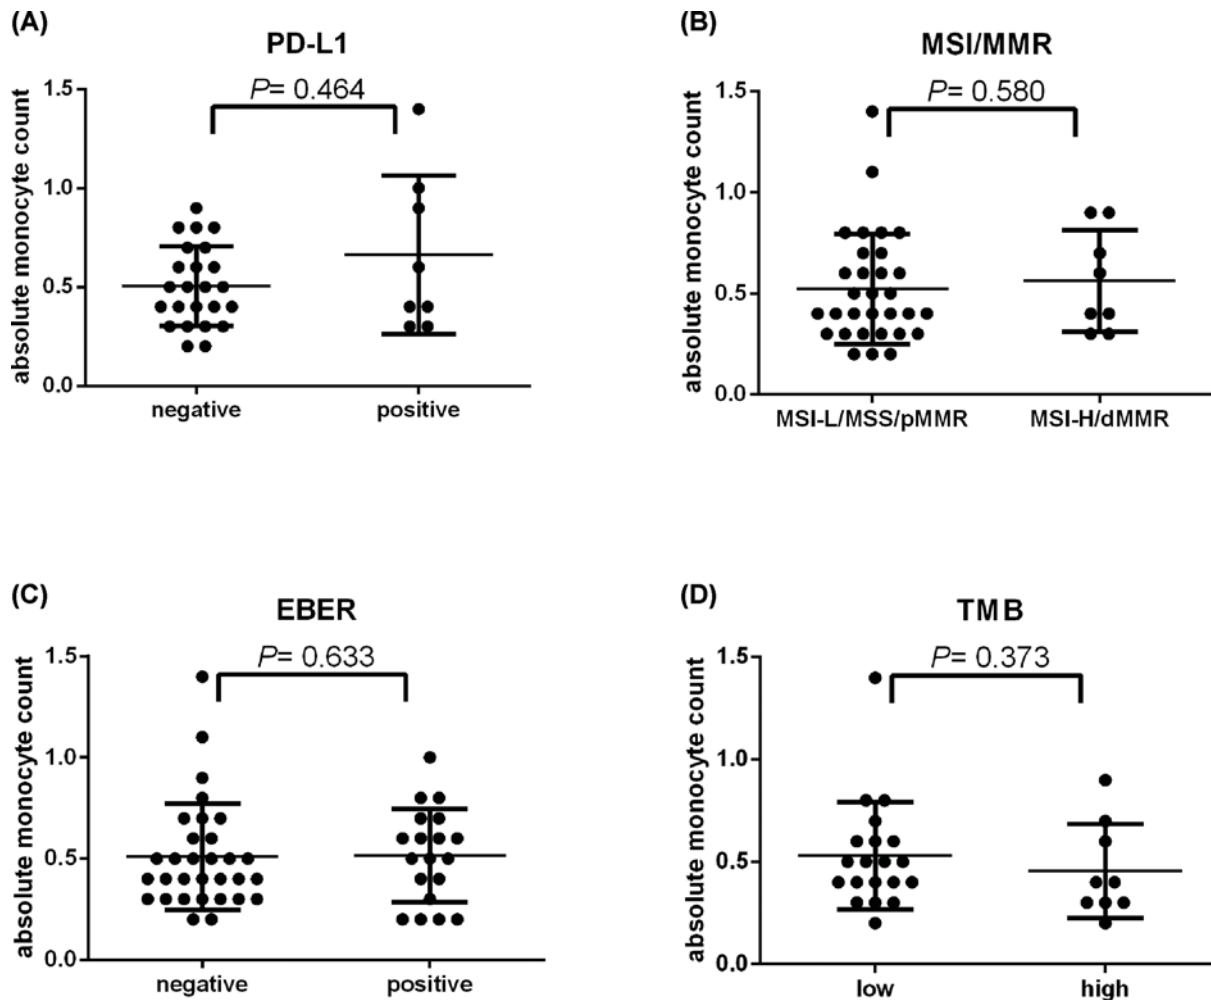 (A)
PD-L1
P= 0.464
absolute monocyte count
1.5
1.0
0.5
0.0
negative
positive
(B)
MSI/MMR
P= 0.580
absolute monocyte count
1.5
1.0
0.5
0.0
MSI-L/MSS/pMMR
MSI-H/dMMR
(C)
EBER
P= 0.633
absolute monocyte count
1.5
1.0
0.5
0.0
negative
positive
(D)
TMB
P= 0.373
absolute monocyte count
1.5
1.0
0.5
0.0
low
high